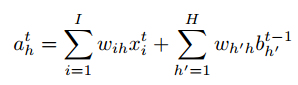 a_h^t = \sum_{i=1}^{I} w_{ih} x_i^t + \sum_{h'=1}^{H} w_{h'h} b_{h'}^{t-1}